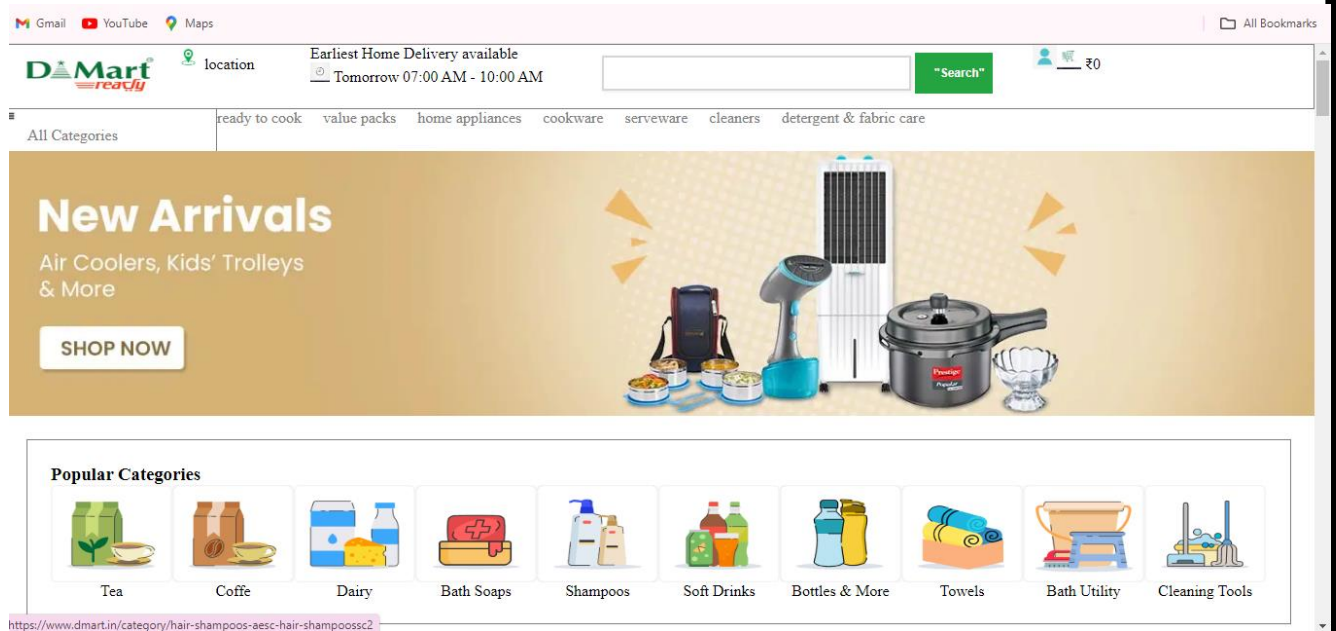 Gmail YouTube Maps All Bookmarks
D Mart ready
location
Earliest Home Delivery available
Tomorrow 07:00 AM - 10:00 AM
"Search"
₹0
All Categories
ready to cook value packs home appliances cookware serveware cleaners detergent & fabric care
New Arrivals
Air Coolers, Kids' Trolleys
& More
SHOP NOW
Prestige
Popular
Popular Categories
Tea Coffe Dairy Bath Soaps Shampoos Soft Drinks Bottles & More Towels Bath Utility Cleaning Tools
https://www.dmart.in/category/hair-shampoos-aesc-hair-shampoossc2